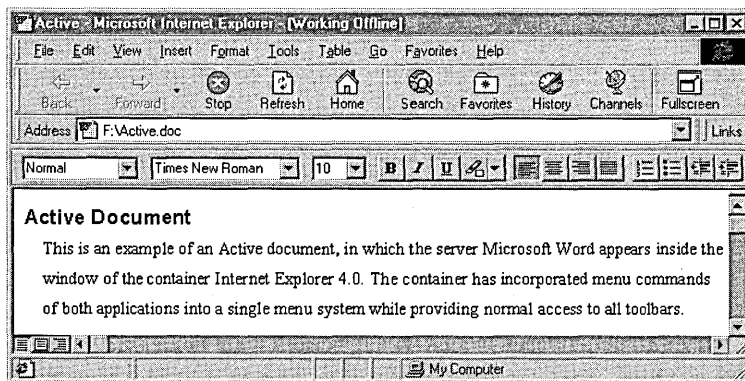 Active - Microsoft Internet Explorer - [Working Offline]
File Edit View Insert Format Tools Table Go Favorites Help
Back Forward Stop Refresh Home Search Favorites History Channels Fullscreen
Address F:\Active.doc Links
Normal Times New Roman 10 B I U
Active Document
This is an example of an Active document, in which the server Microsoft Word appears inside the
window of the container Internet Explorer 4.0. The container has incorporated menu commands
of both applications into a single menu system while providing normal access to all toolbars.
My Computer